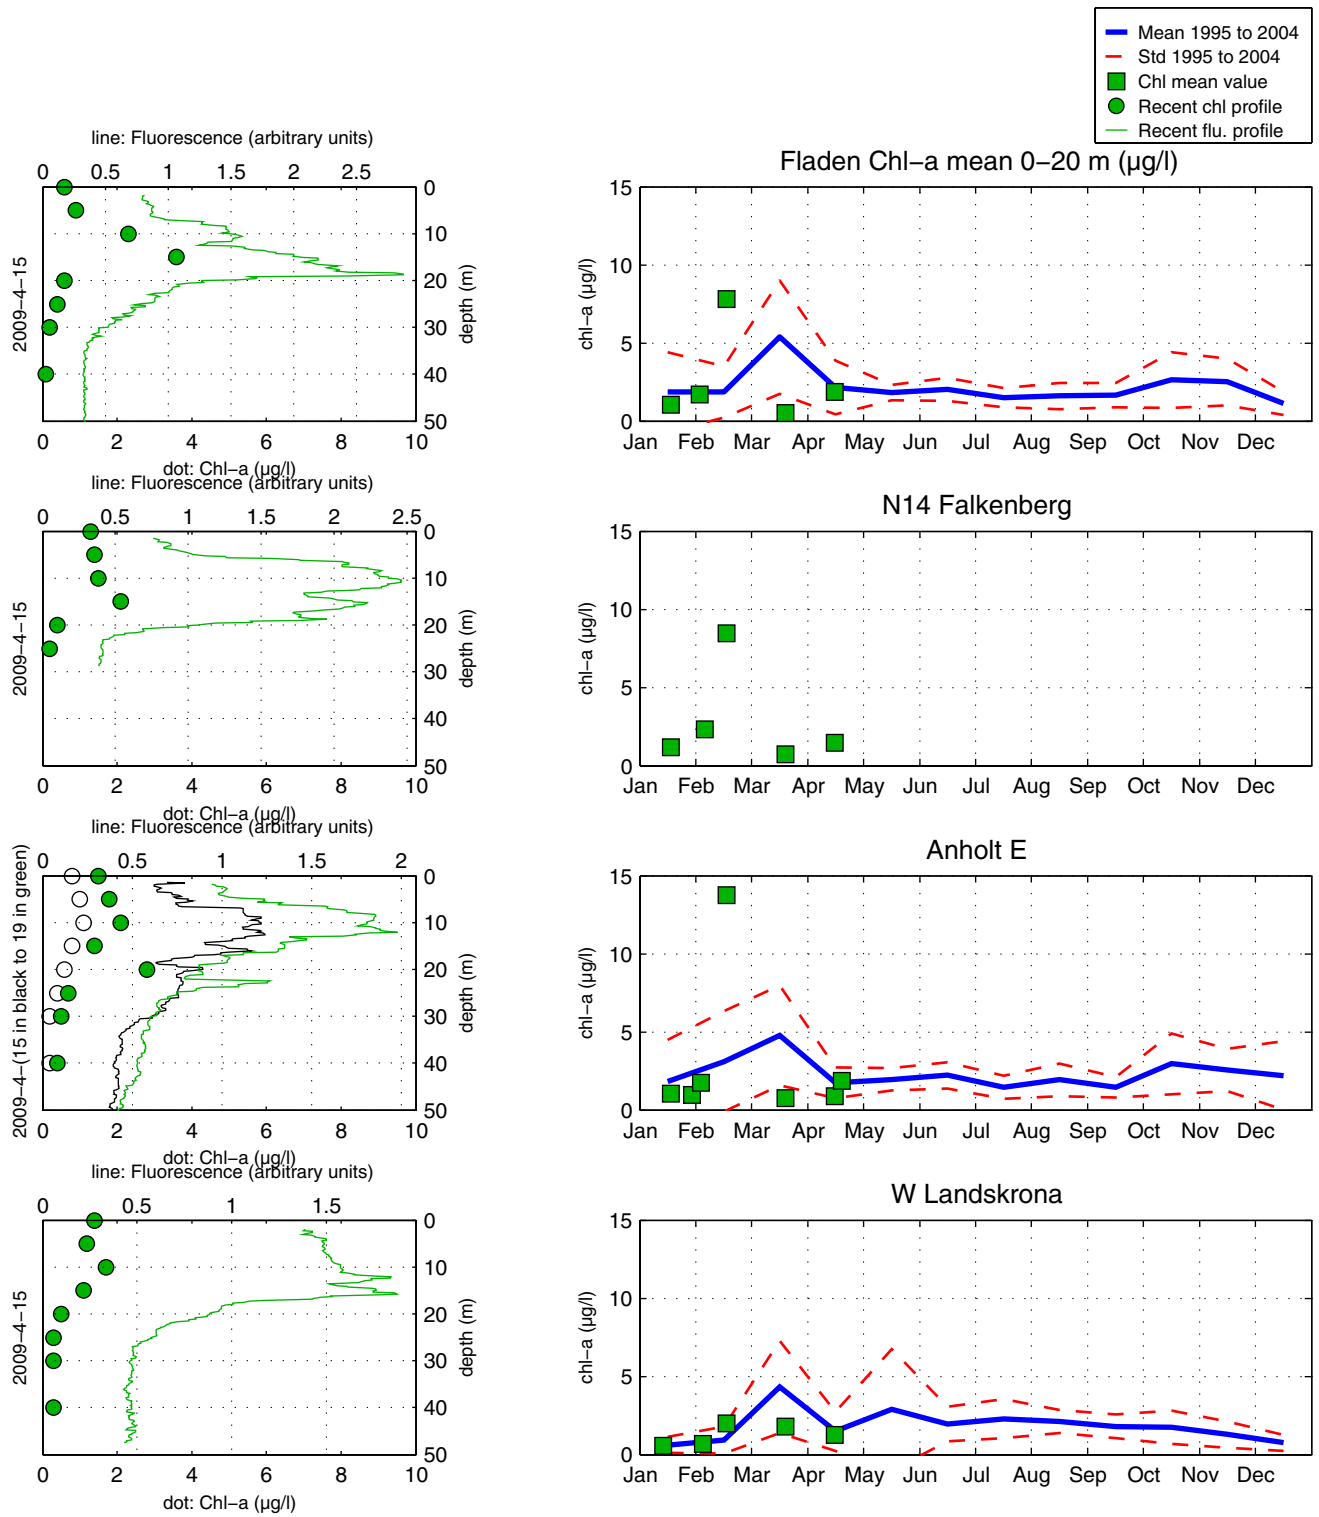 Mean 1995 to 2004
Std 1995 to 2004
Chl mean value
Recent chl profile
Recent flu. profile
line: Fluorescence (arbitrary units)
0 0.5 1 1.5 2 2.5
0
10
20
30
40
50
depth (m)
2009−4−15
0 2 4 6 8 10
dot: Chl−a (µg/l)
Fladen Chl−a mean 0−20 m (µg/l)
15
10
5
0
chl−a (µg/l)
Jan Feb Mar Apr May Jun Jul Aug Sep Oct Nov Dec
line: Fluorescence (arbitrary units)
0 0.5 1 1.5 2 2.5
0
10
20
30
40
50
depth (m)
2009−4−15
0 2 4 6 8 10
dot: Chl−a (µg/l)
N14 Falkenberg
15
10
5
0
chl−a (µg/l)
Jan Feb Mar Apr May Jun Jul Aug Sep Oct Nov Dec
line: Fluorescence (arbitrary units)
0 0.5 1 1.5 2
0
10
20
30
40
50
depth (m)
2009−4−(15 in black to 19 in green)
0 2 4 6 8 10
dot: Chl−a (µg/l)
Anholt E
15
10
5
0
chl−a (µg/l)
Jan Feb Mar Apr May Jun Jul Aug Sep Oct Nov Dec
line: Fluorescence (arbitrary units)
0 0.5 1 1.5
0
10
20
30
40
50
depth (m)
2009−4−15
0 2 4 6 8 10
dot: Chl−a (µg/l)
W Landskrona
15
10
5
0
chl−a (µg/l)
Jan Feb Mar Apr May Jun Jul Aug Sep Oct Nov Dec